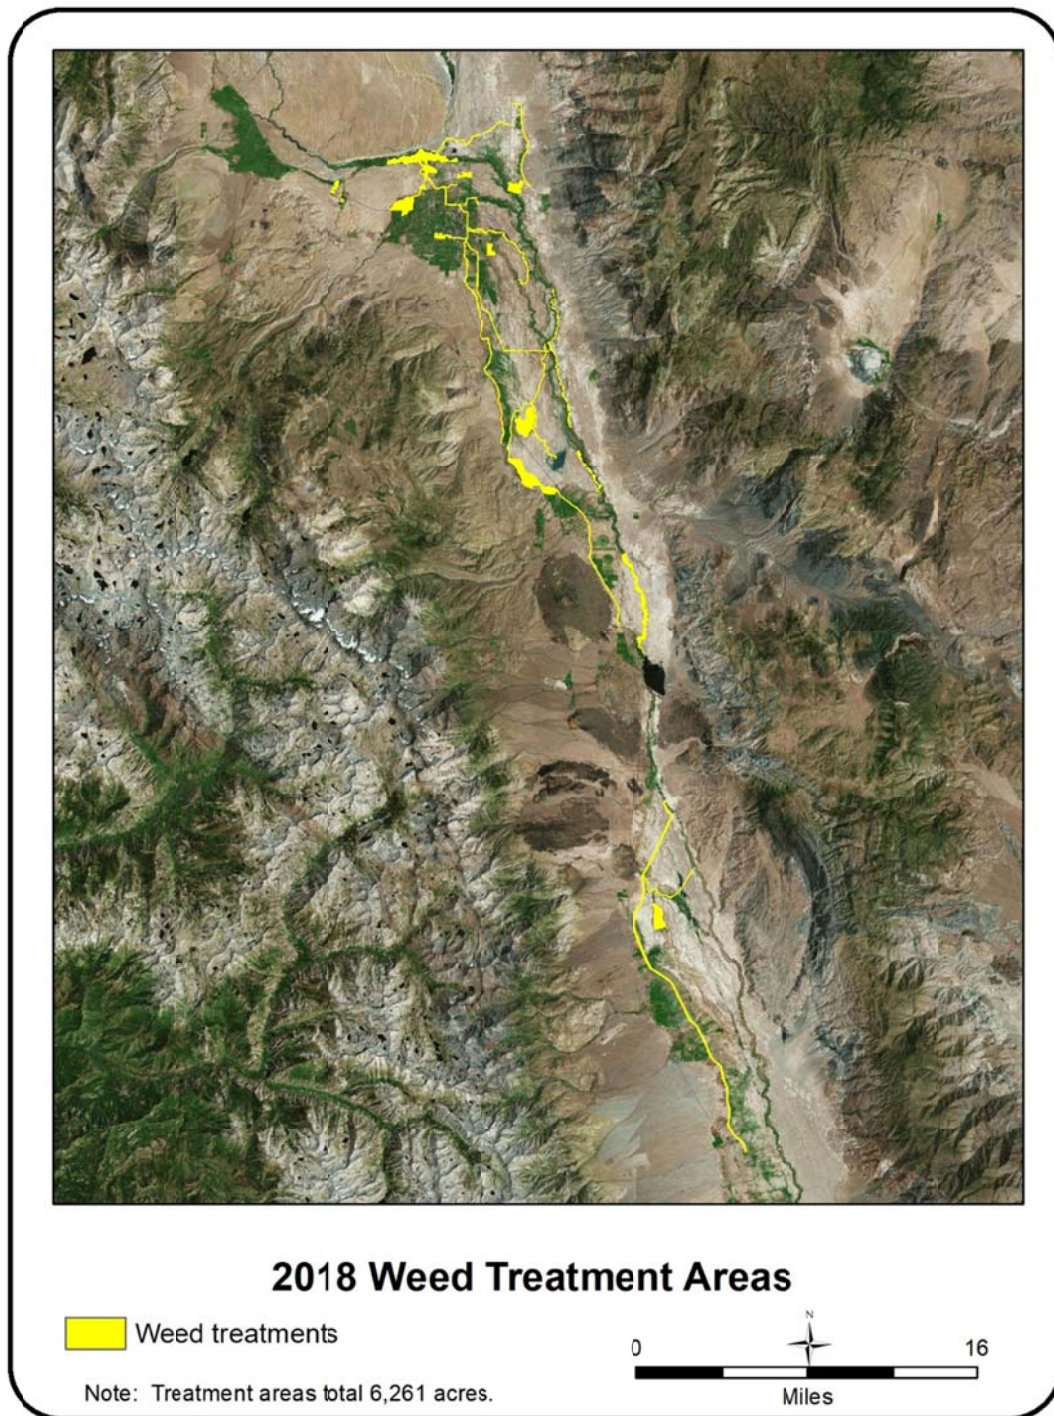 2018 Weed Treatment Areas
Weed treatments
N
0 16
Miles
Note: Treatment areas total 6,261 acres.